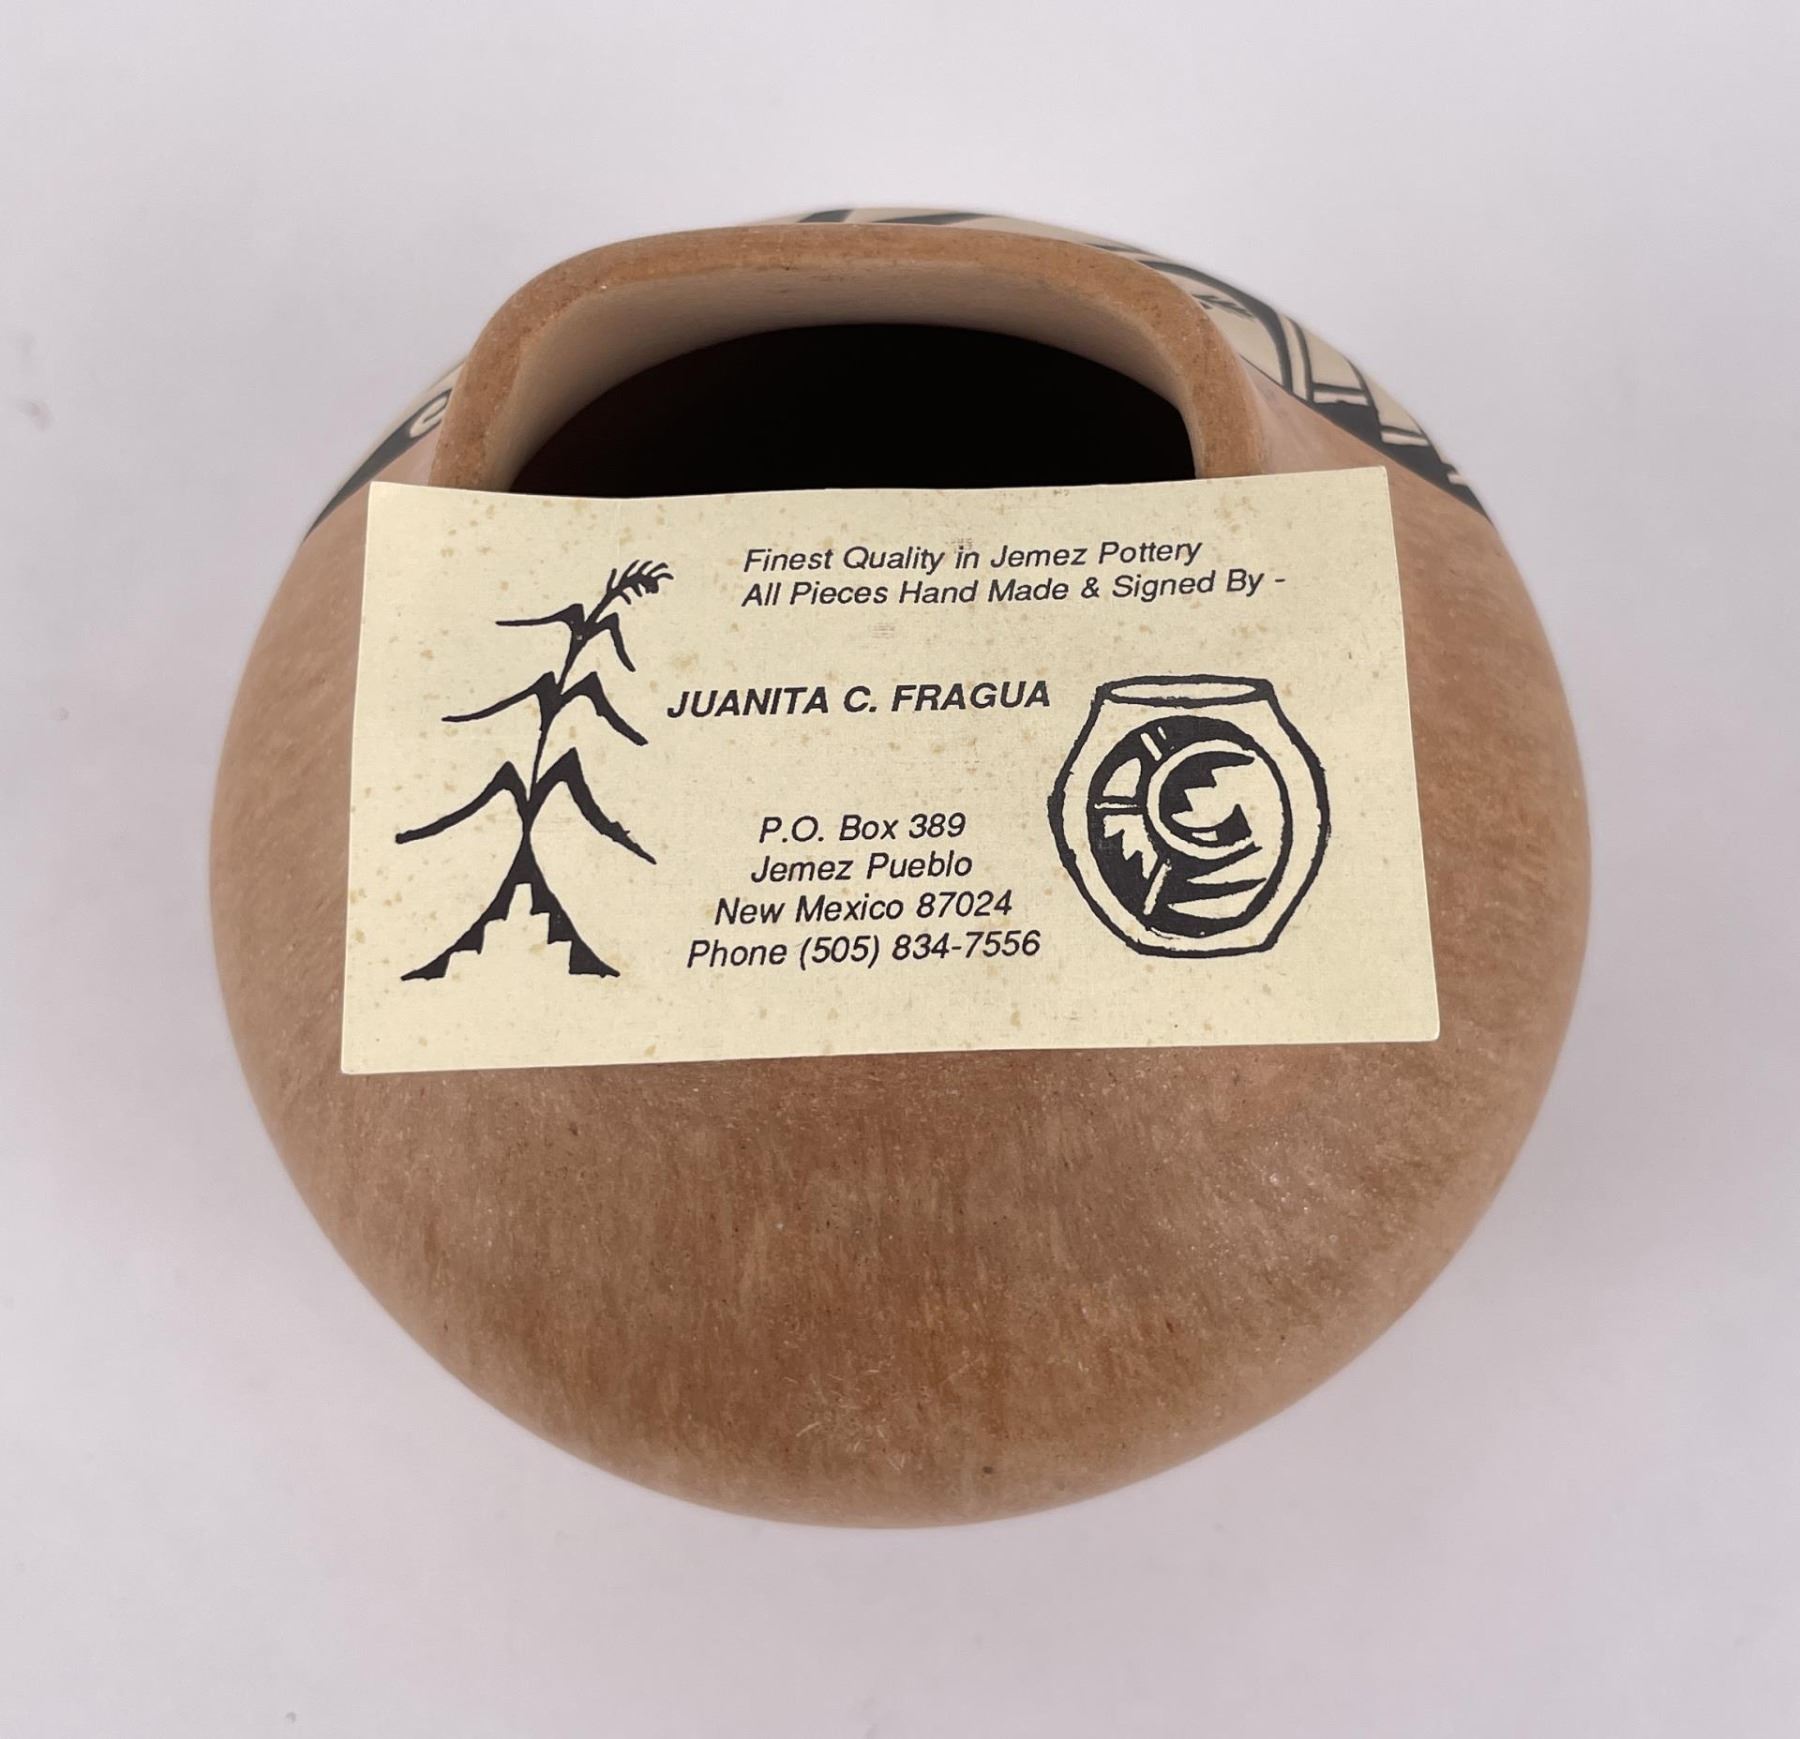 Finest Quality in Jemez Pottery
All Pieces Hand Made & Signed By -
JUANITA C. FRAGUA
P.O. Box 389
Jemez Pueblo
New Mexico 87024
Phone (505) 834-7556